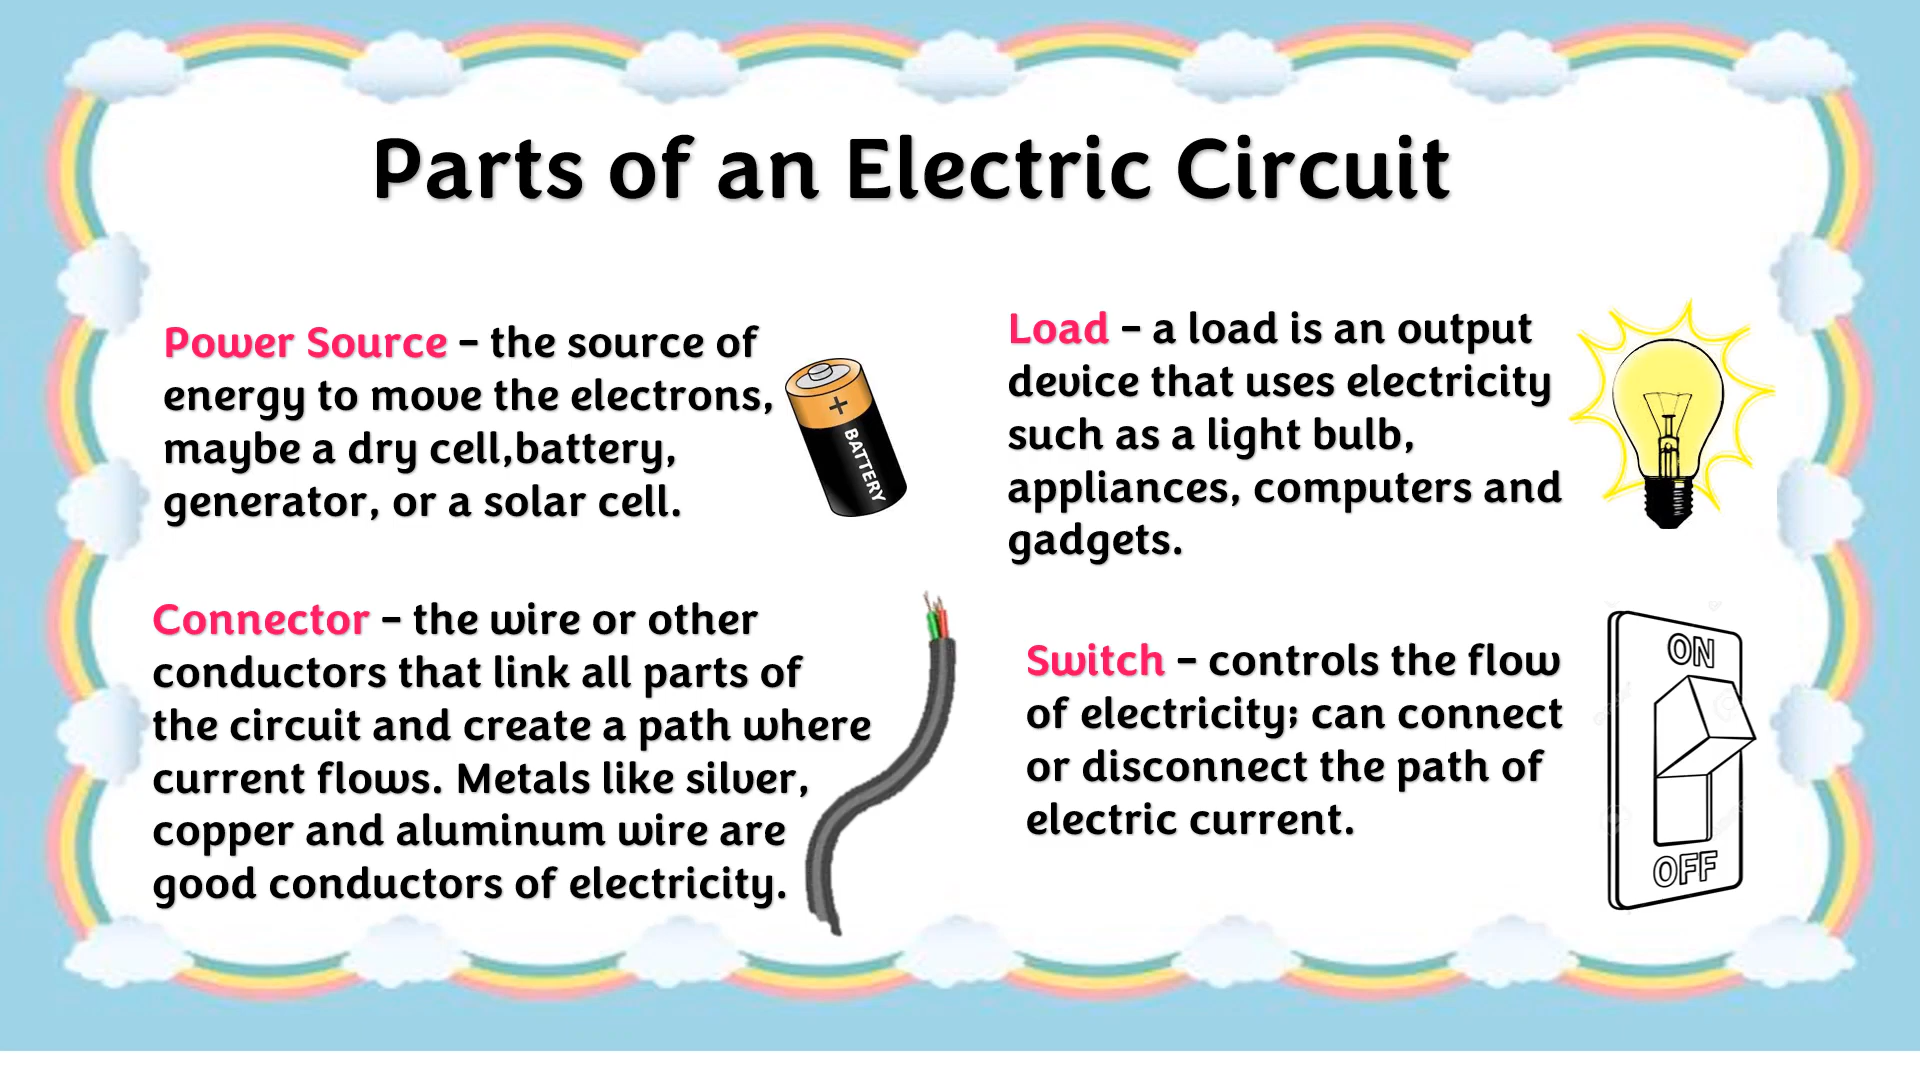 Parts of an Electric Circuit
Power Source – the source of
energy to move the electrons,
maybe a dry cell,battery,
generator, or a solar cell.
BATTERY
+
Load – a load is an output
device that uses electricity
such as a light bulb,
appliances, computers and
gadgets.
Connector – the wire or other
conductors that link all parts of
the circuit and create a path where
current flows. Metals like silver,
copper and aluminum wire are
good conductors of electricity.
Switch – controls the flow
of electricity; can connect
or disconnect the path of
electric current.
ON
OFF